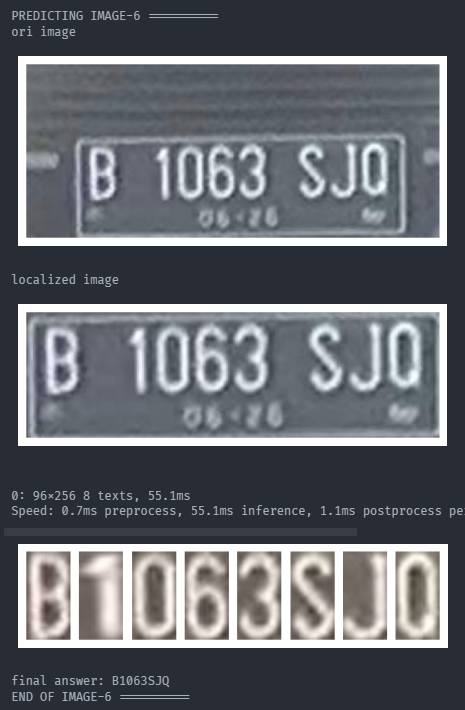 PREDICTING IMAGE-6 ══════════
ori image
B 1063 SJQ
06·26
localized image
B 1063 SJQ
06·26
0: 96×256 8 texts, 55.1ms
Speed: 0.7ms preprocess, 55.1ms inference, 1.1ms postprocess pe
B 1 0 6 3 S J Q
final answer: B1063SJQ
END OF IMAGE-6 ══════════